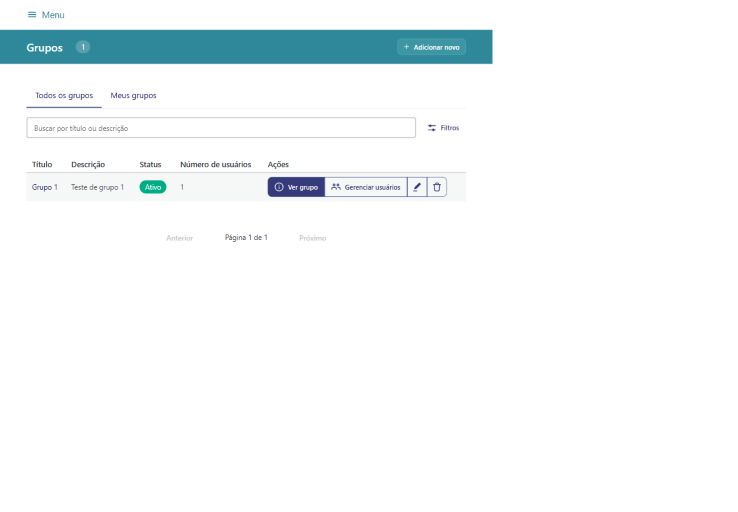 Menu
Grupos 1
+ Adicionar novo
Todos os grupos Meus grupos
Buscar por título ou descrição
Filtros
Título Descrição Status Número de usuários Ações
Grupo 1 Teste de grupo 1 Ativo 1 Ver grupo Gerenciar usuários
Anterior Página 1 de 1 Próximo